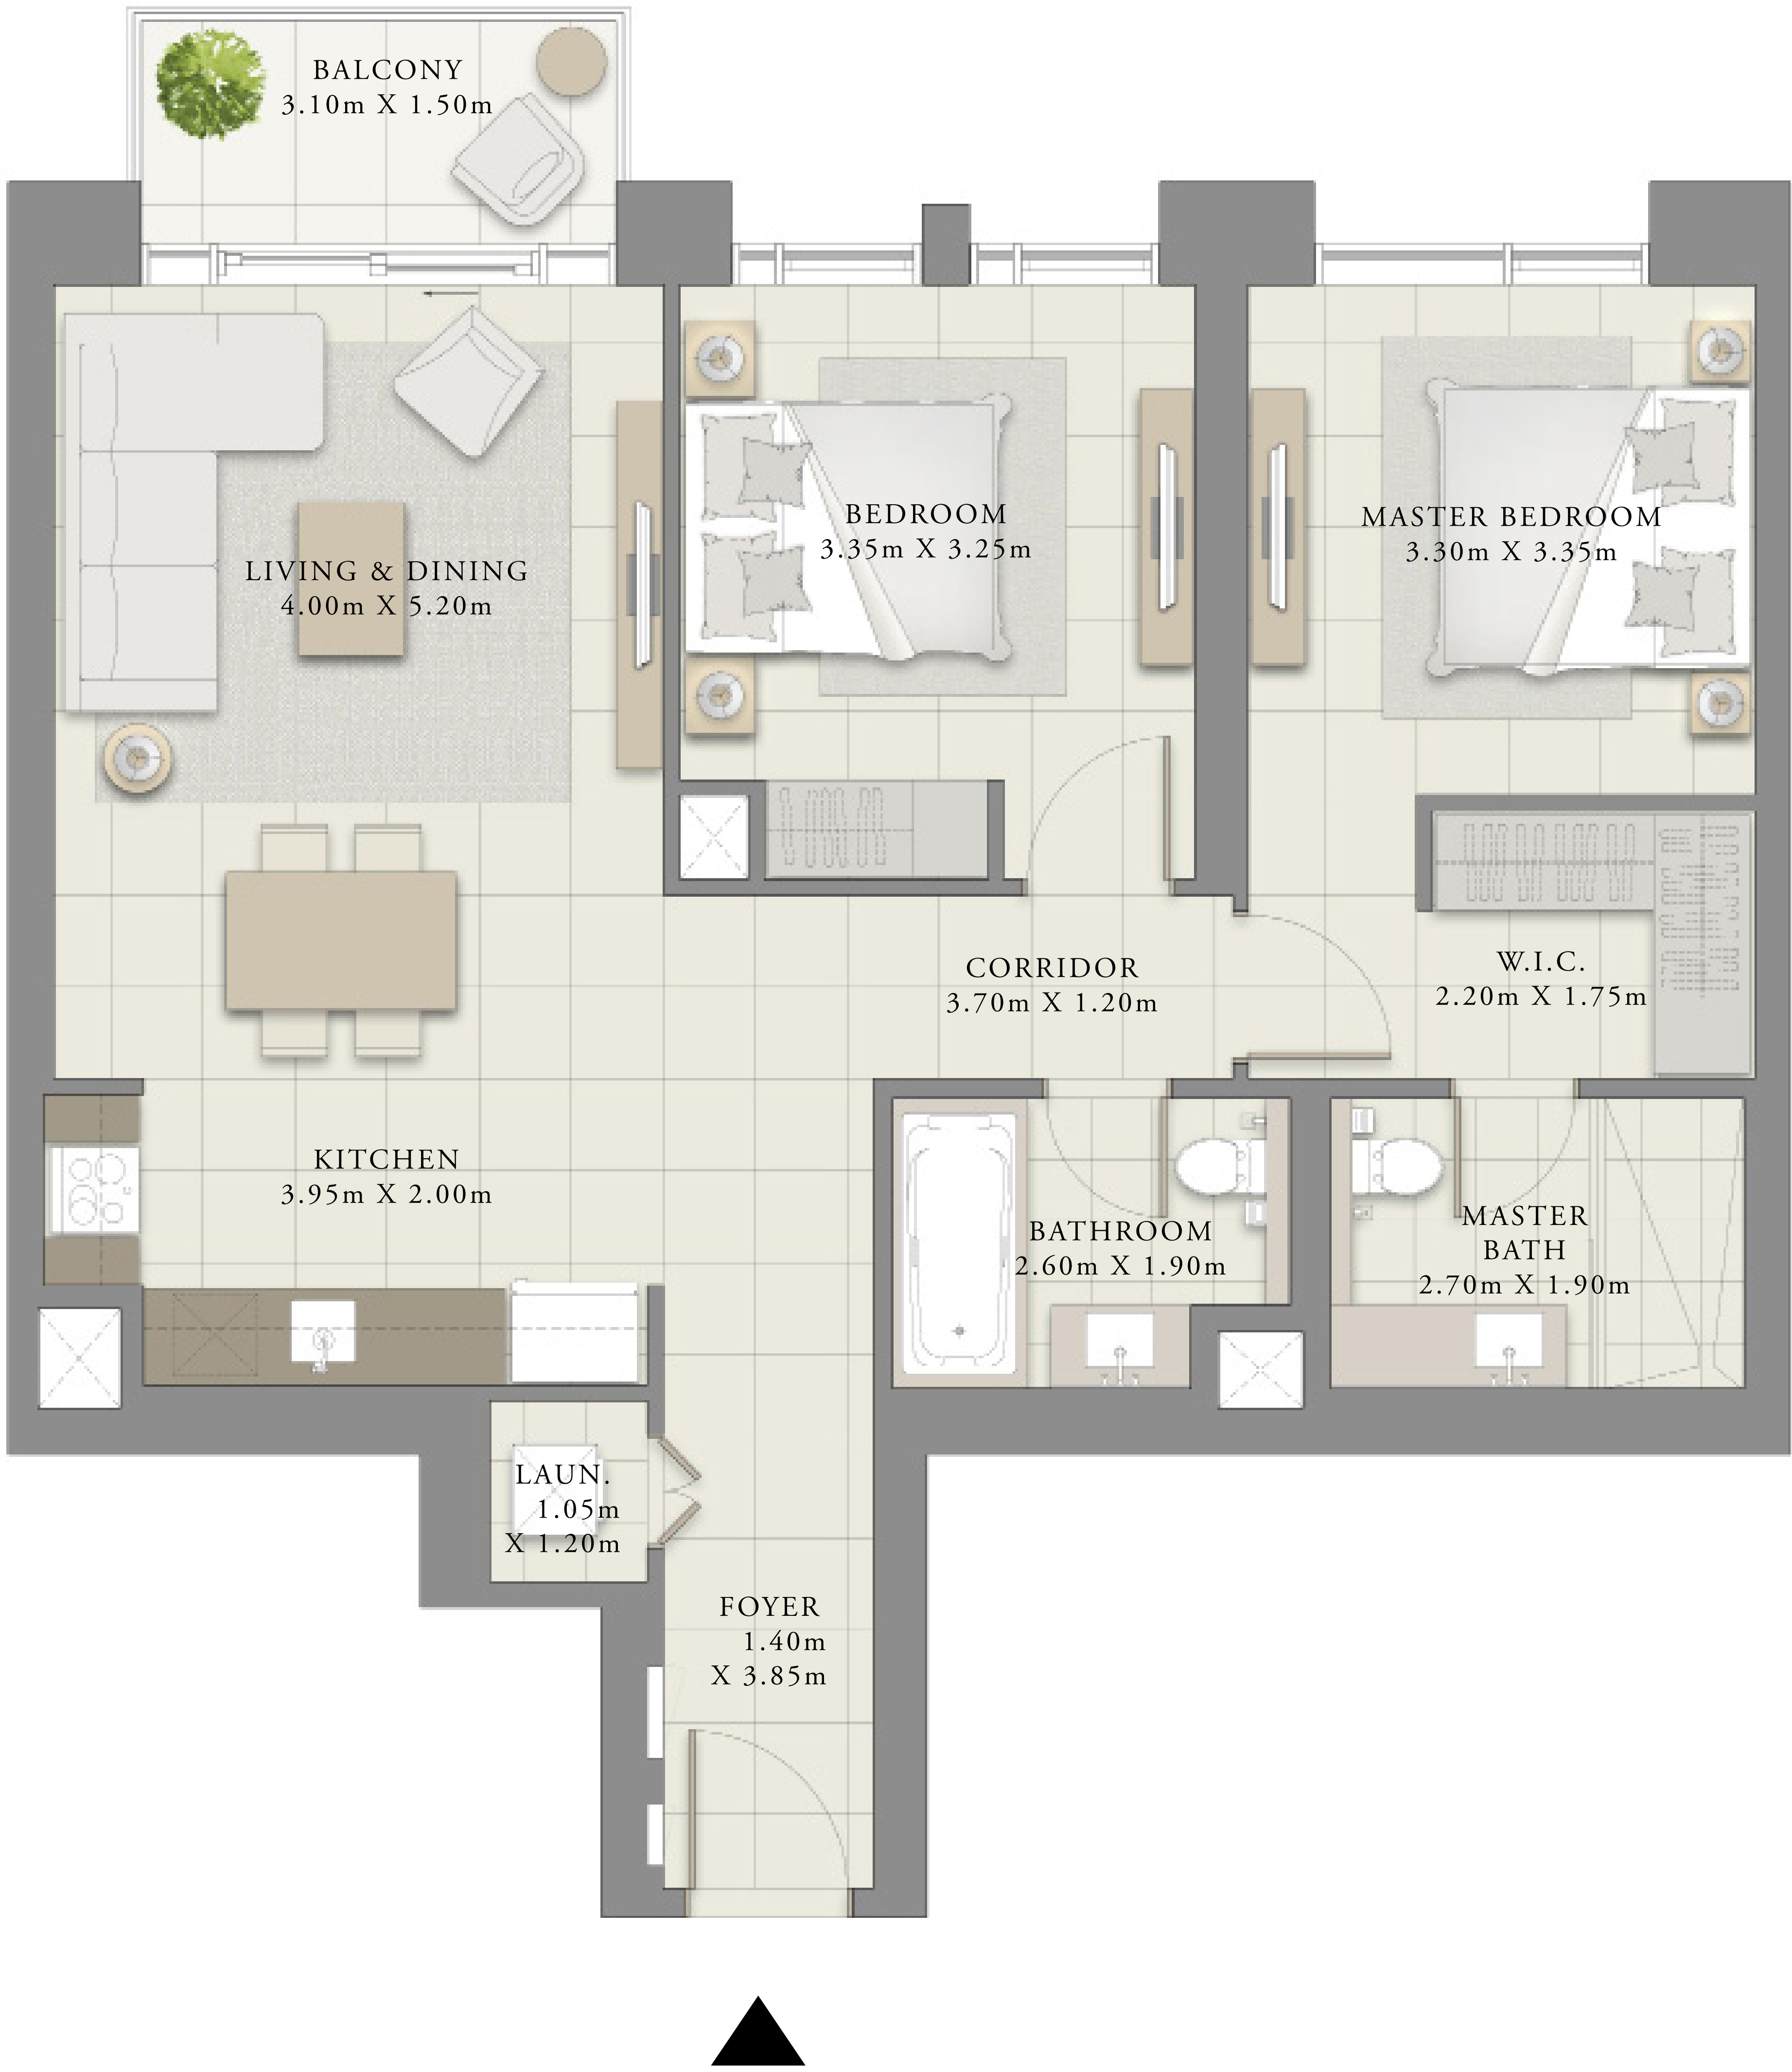 BALCONY
3.10m X 1.50m
BEDROOM
3.35m X 3.25m
MASTER BEDROOM
3.30m X 3.35m
LIVING & DINING
4.00m X 5.20m
CORRIDOR
3.70m X 1.20m
W.I.C.
2.20m X 1.75m
KITCHEN
3.95m X 2.00m
BATHROOM
2.60m X 1.90m
MASTER
BATH
2.70m X 1.90m
LAUN.
1.05m
X 1.20m
FOYER
1.40m
X 3.85m